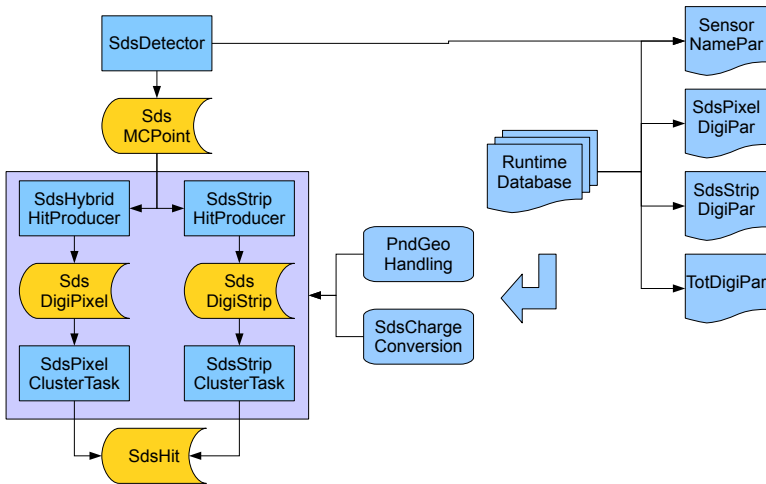 SdsDetector
Sds
MCPoint
SdsHybrid
HitProducer
SdsStrip
HitProducer
Sds
DigiPixel
Sds
DigiStrip
SdsPixel
ClusterTask
SdsStrip
ClusterTask
SdsHit
PndGeo
Handling
SdsCharge
Conversion
Runtime
Database
Sensor
NamePar
SdsPixel
DigiPar
SdsStrip
DigiPar
TotDigiPar